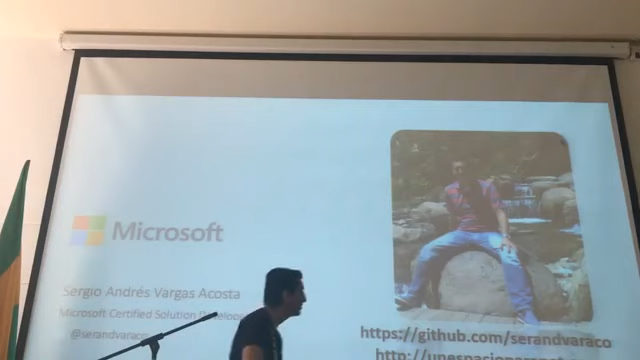 Microsoft
Sergio Andrés Vargas Acosta
Microsoft Certified Solution
@serandvaraco
https://github.com/serandvaraco